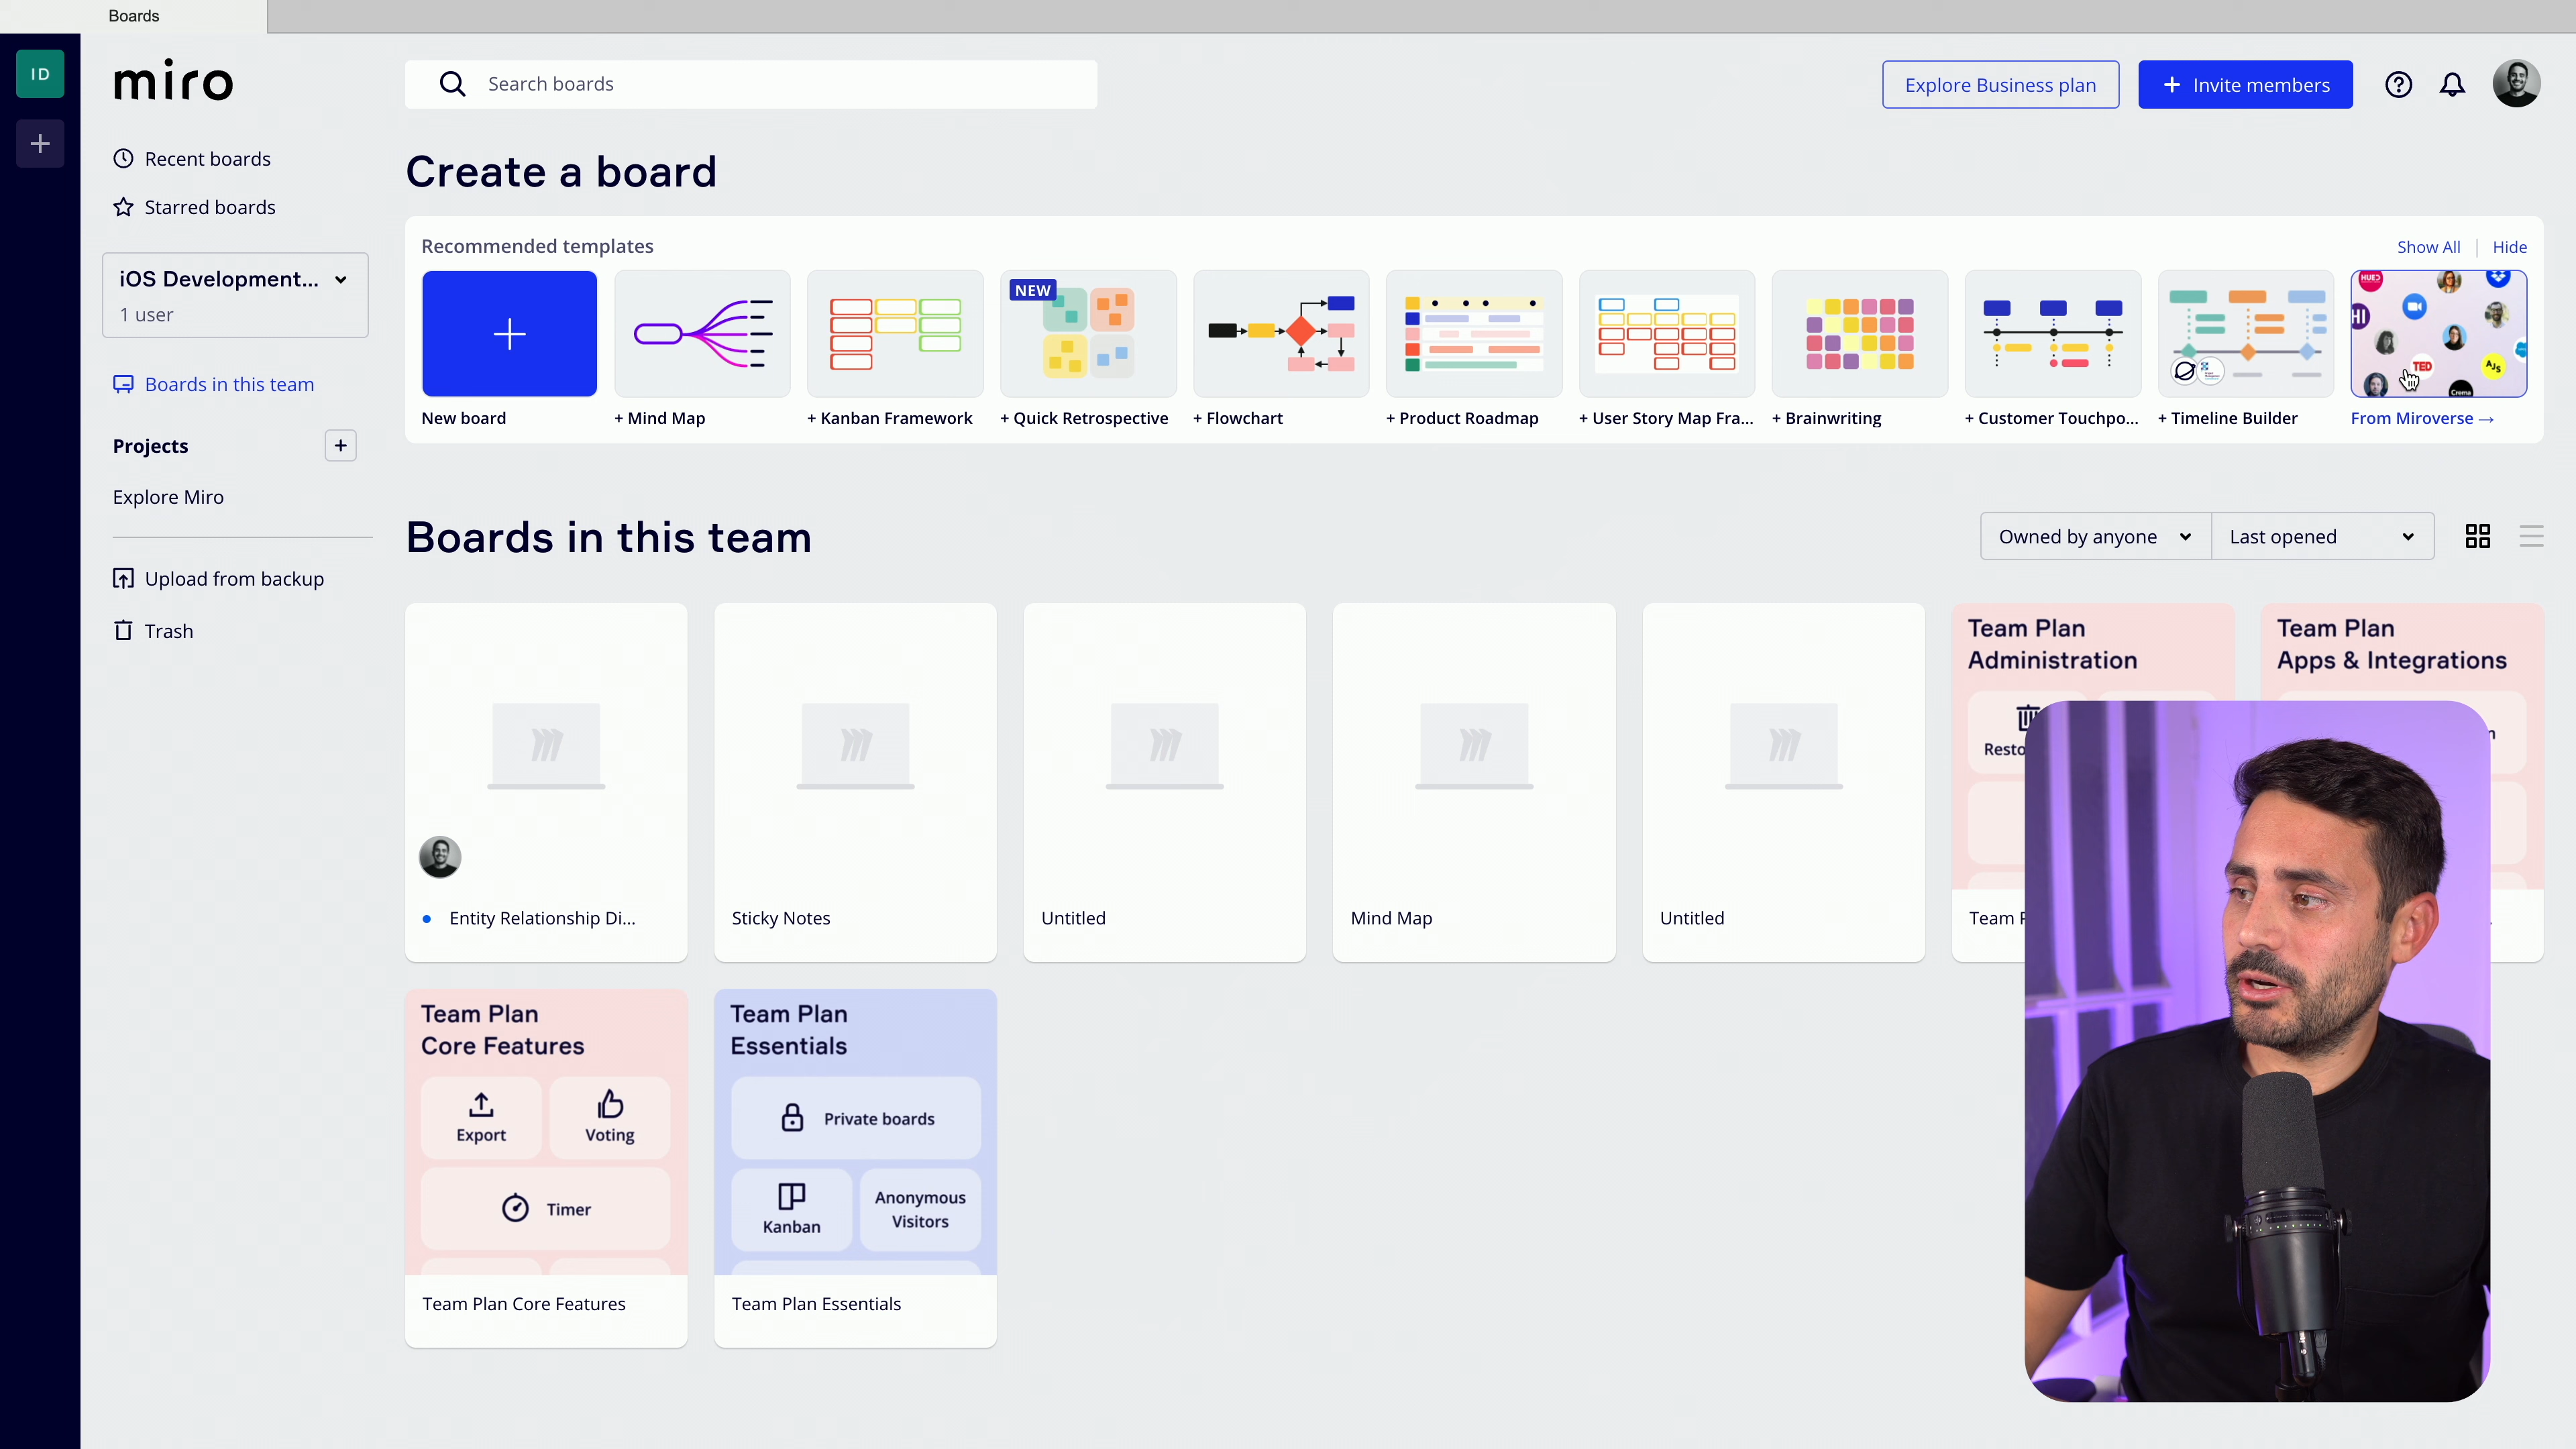 Boards
ID
miro
Search boards
Explore Business plan
+ Invite members
Recent boards
Starred boards
iOS Development...
1 user
Boards in this team
Projects
Explore Miro
Upload from backup
Trash
Create a board
Recommended templates
Show All
Hide
NEW
HUE
HI
TED
AJs
Crema
New board
+ Mind Map
+ Kanban Framework
+ Quick Retrospective
+ Flowchart
+ Product Roadmap
+ User Story Map Fra...
+ Brainwriting
+ Customer Touchpo...
+ Timeline Builder
From Miroverse →
Boards in this team
Owned by anyone
Last opened
Team Plan
Administration
Team Plan
Apps & Integrations
Entity Relationship Di...
Sticky Notes
Untitled
Mind Map
Untitled
Team Plan
Core Features
Export
Voting
Timer
Team Plan Core Features
Team Plan
Essentials
Private boards
Kanban
Anonymous
Visitors
Team Plan Essentials